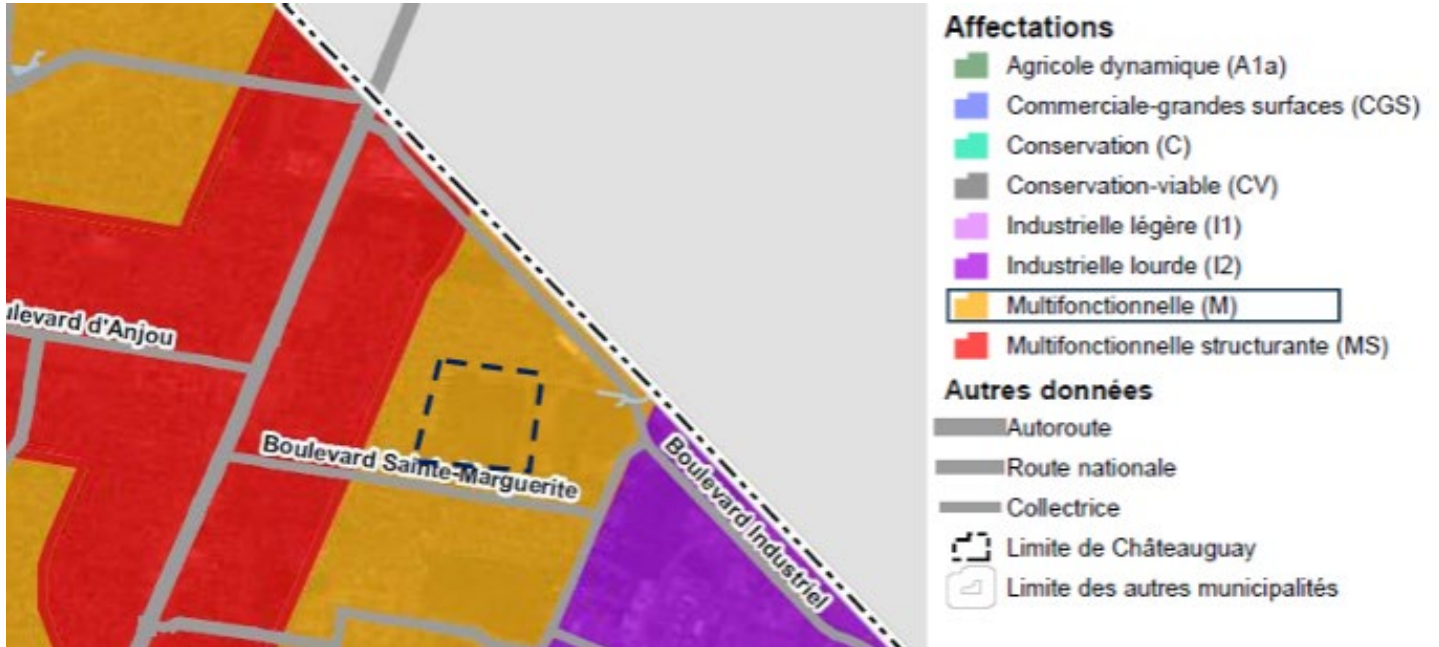 ulevard d'Anjou
Boulevard Sainte-Marguerite
Boulevard Industriel
Affectations
Agricole dynamique (A1a)
Commerciale-grandes surfaces (CGS)
Conservation (C)
Conservation-viable (CV)
Industrielle légère (I1)
Industrielle lourde (I2)
Multifonctionnelle (M)
Multifonctionnelle structurante (MS)
Autres données
Autoroute
Route nationale
Collectrice
Limite de Châteauguay
Limite des autres municipalités